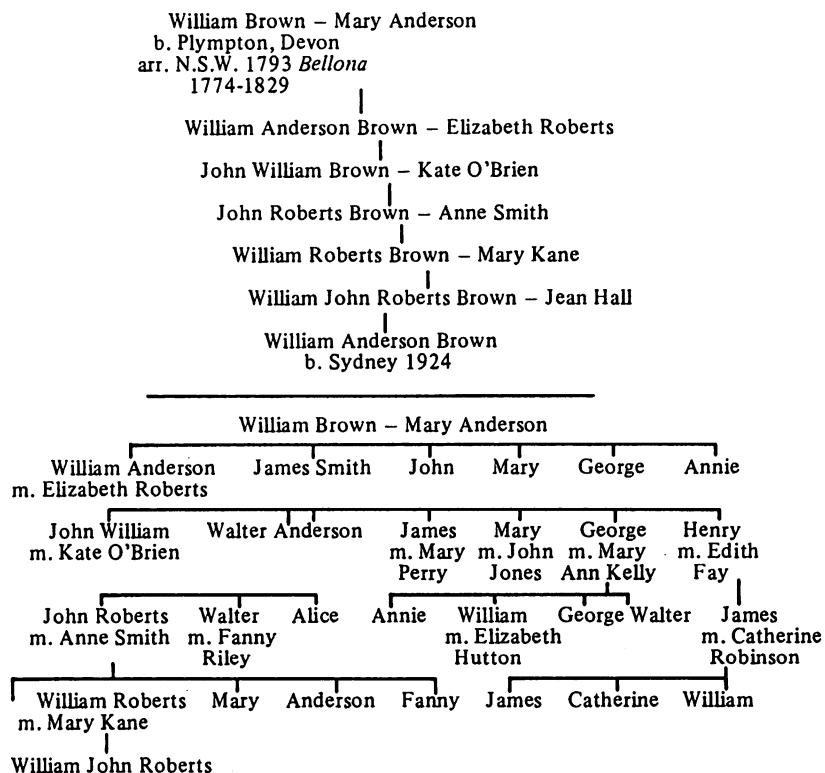 William Brown – Mary Anderson
b. Plympton, Devon
arr. N.S.W. 1793 Bellona
1774-1829
William Anderson Brown – Elizabeth Roberts
John William Brown – Kate O'Brien
John Roberts Brown – Anne Smith
William Roberts Brown – Mary Kane
William John Roberts Brown – Jean Hall
William Anderson Brown
b. Sydney 1924
William Brown – Mary Anderson
William Anderson James Smith John Mary George Annie
m. Elizabeth Roberts
John William Walter Anderson James Mary George Henry
m. Kate O'Brien m. Mary m. John m. Mary m. Edith
Perry Jones Ann Kelly Fay
John Roberts Walter Alice Annie William George Walter James
m. Anne Smith m. Fanny m. Elizabeth m. Catherine
Riley Hutton Robinson
William Roberts Mary Anderson Fanny James Catherine William
m. Mary Kane
William John Roberts